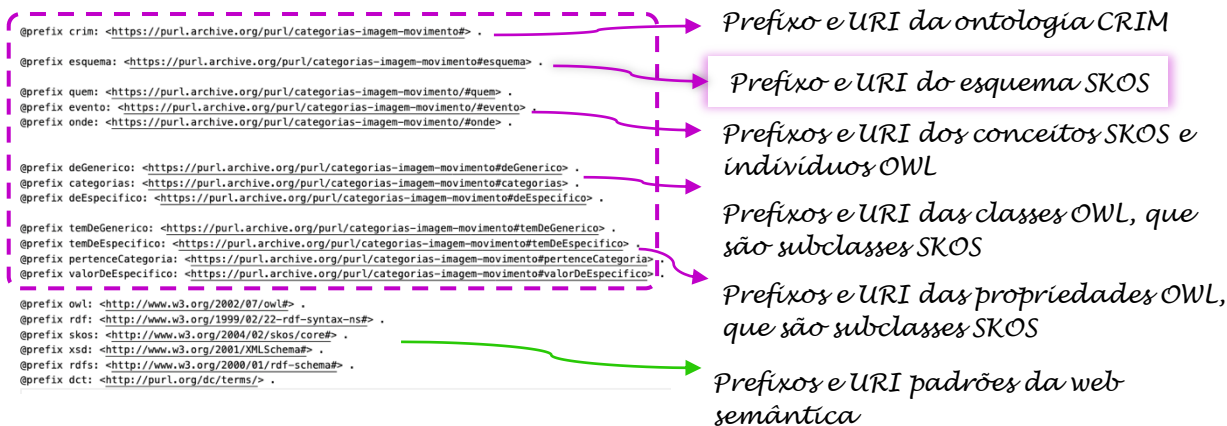 @prefix crim: <https://purl.archive.org/purl/categorias-imagem-movimento#> .
@prefix esquema: <https://purl.archive.org/purl/categorias-imagem-movimento#esquema> .
@prefix quem: <https://purl.archive.org/purl/categorias-imagem-movimento/#quem> .
@prefix evento: <https://purl.archive.org/purl/categorias-imagem-movimento/#evento> .
@prefix onde: <https://purl.archive.org/purl/categorias-imagem-movimento/#onde> .
@prefix deGenerico: <https://purl.archive.org/purl/categorias-imagem-movimento#deGenerico> .
@prefix categorias: <https://purl.archive.org/purl/categorias-imagem-movimento#categorias> .
@prefix deEspecifico: <https://purl.archive.org/purl/categorias-imagem-movimento#deEspecifico> .
@prefix temDeGenerico: <https://purl.archive.org/purl/categorias-imagem-movimento#temDeGenerico> .
@prefix temDeEspecifico: <https://purl.archive.org/purl/categorias-imagem-movimento#temDeEspecifico> .
@prefix pertenceCategoria: <https://purl.archive.org/purl/categorias-imagem-movimento#pertenceCategoria> .
@prefix valorDeEspecifico: <https://purl.archive.org/purl/categorias-imagem-movimento#valorDeEspecifico> .
@prefix owl: <http://www.w3.org/2002/07/owl#> .
@prefix rdf: <http://www.w3.org/1999/02/22-rdf-syntax-ns#> .
@prefix skos: <http://www.w3.org/2004/02/skos/core#> .
@prefix xsd: <http://www.w3.org/2001/XMLSchema#> .
@prefix rdfs: <http://www.w3.org/2000/01/rdf-schema#> .
@prefix dct: <http://purl.org/dc/terms/> .
Prefixo e URI da ontologia CRIM
Prefixo e URI do esquema SKOS
Prefixos e URI dos conceitos SKOS e
indivíduos OWL
Prefixos e URI das classes OWL, que
são subclasses SKOS
Prefixos e URI das propriedades OWL,
que são subclasses SKOS
Prefixos e URI padrões da web
semântica